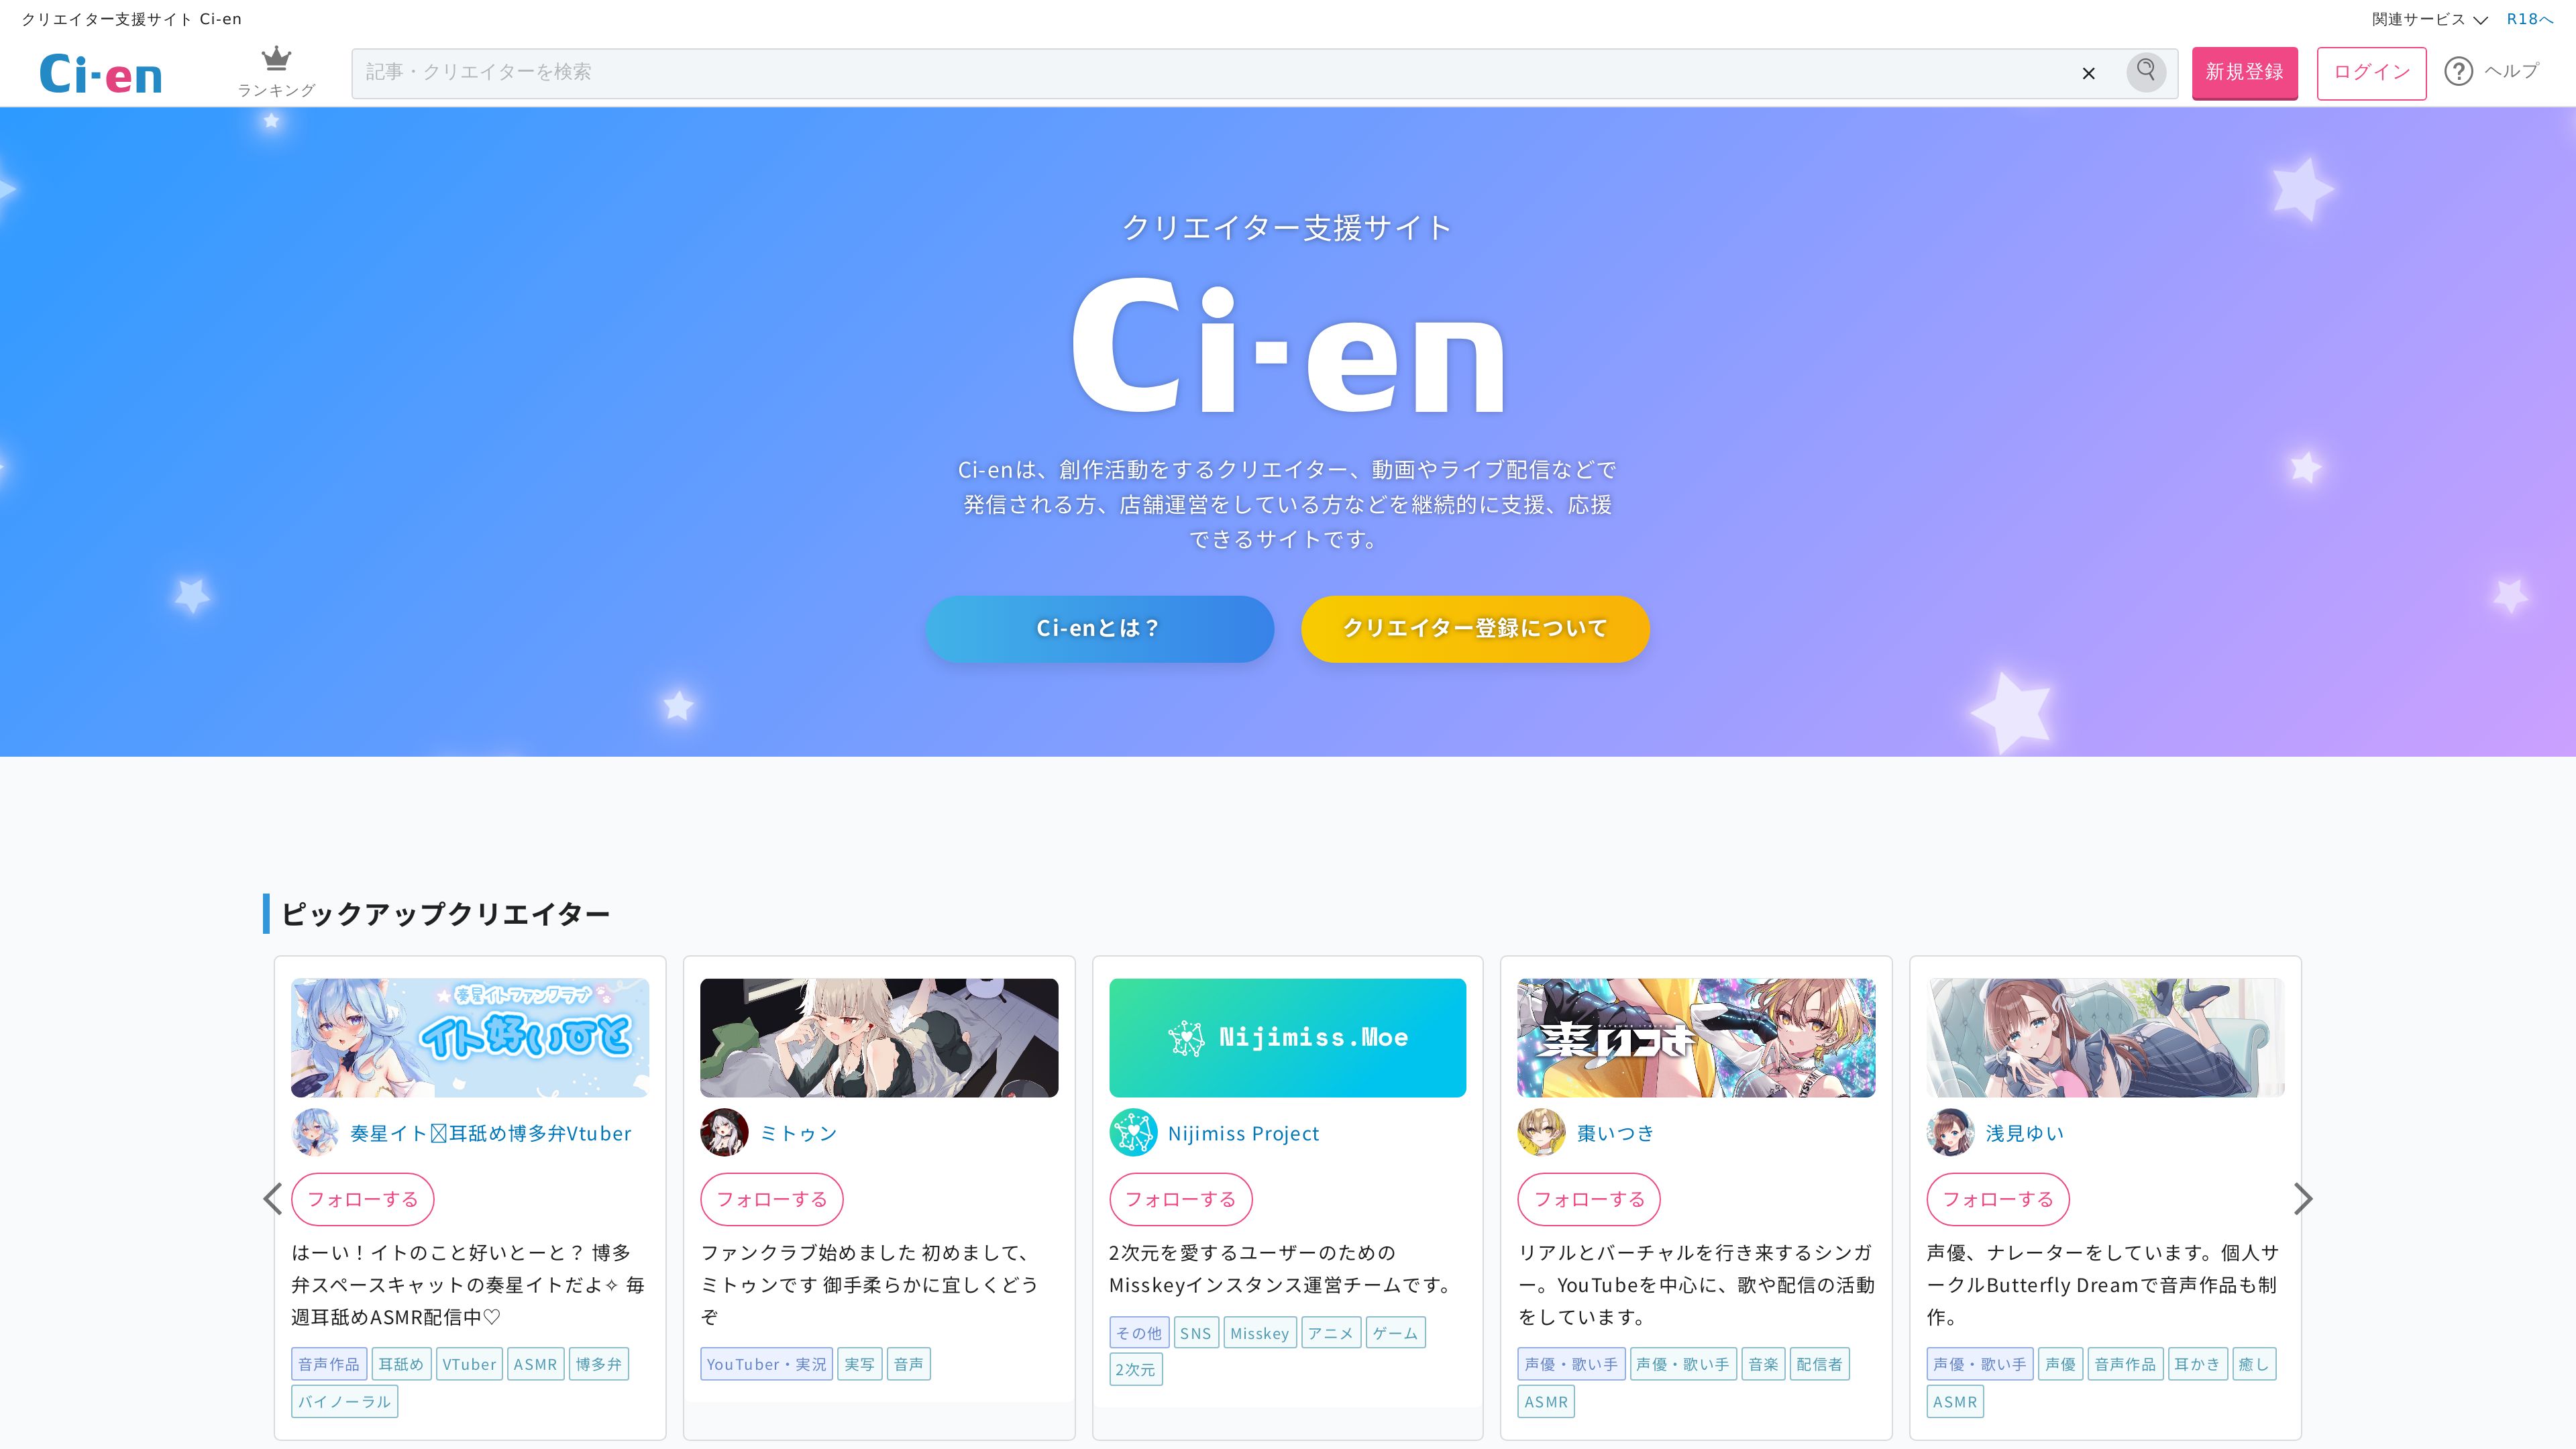 クリエイター支援サイト Ci-en
関連サービス
R18へ
Ci-en
ランキング
記事・クリエイターを検索
新規登録
ログイン
ヘルプ
クリエイター支援サイト
Ci-en
Ci-enは、創作活動をするクリエイター、動画やライブ配信などで
発信される方、店舗運営をしている方などを継続的に支援、応援
できるサイトです。
Ci-enとは？
クリエイター登録について
ピックアップクリエイター
奏星イトファンクラブ
イト好いすと
奏星イト 耳舐め博多弁Vtuber
フォローする
はーい！イトのこと好いとーと？ 博多
弁スペースキャットの奏星イトだよ✧ 毎
週耳舐めASMR配信中♡
音声作品 耳舐め VTuber ASMR 博多弁
バイノーラル
ミトゥン
フォローする
ファンクラブ始めました 初めまして、
ミトゥンです 御手柔らかに宜しくどう
ぞ
YouTuber・実況 実写 音声
Nijimiss.Moe
Nijimiss Project
フォローする
2次元を愛するユーザーのための
Misskeyインスタンス運営チームです。
その他 SNS Misskey アニメ ゲーム
2次元
棗いつき
棗いつき
フォローする
リアルとバーチャルを行き来するシンガ
ー。YouTubeを中心に、歌や配信の活動
をしています。
声優・歌い手 声優・歌い手 音楽 配信者
ASMR
浅見ゆい
フォローする
声優、ナレーターをしています。個人サ
ークルButterfly Dreamで音声作品も制
作。
声優・歌い手 声優 音声作品 耳かき 癒し
ASMR